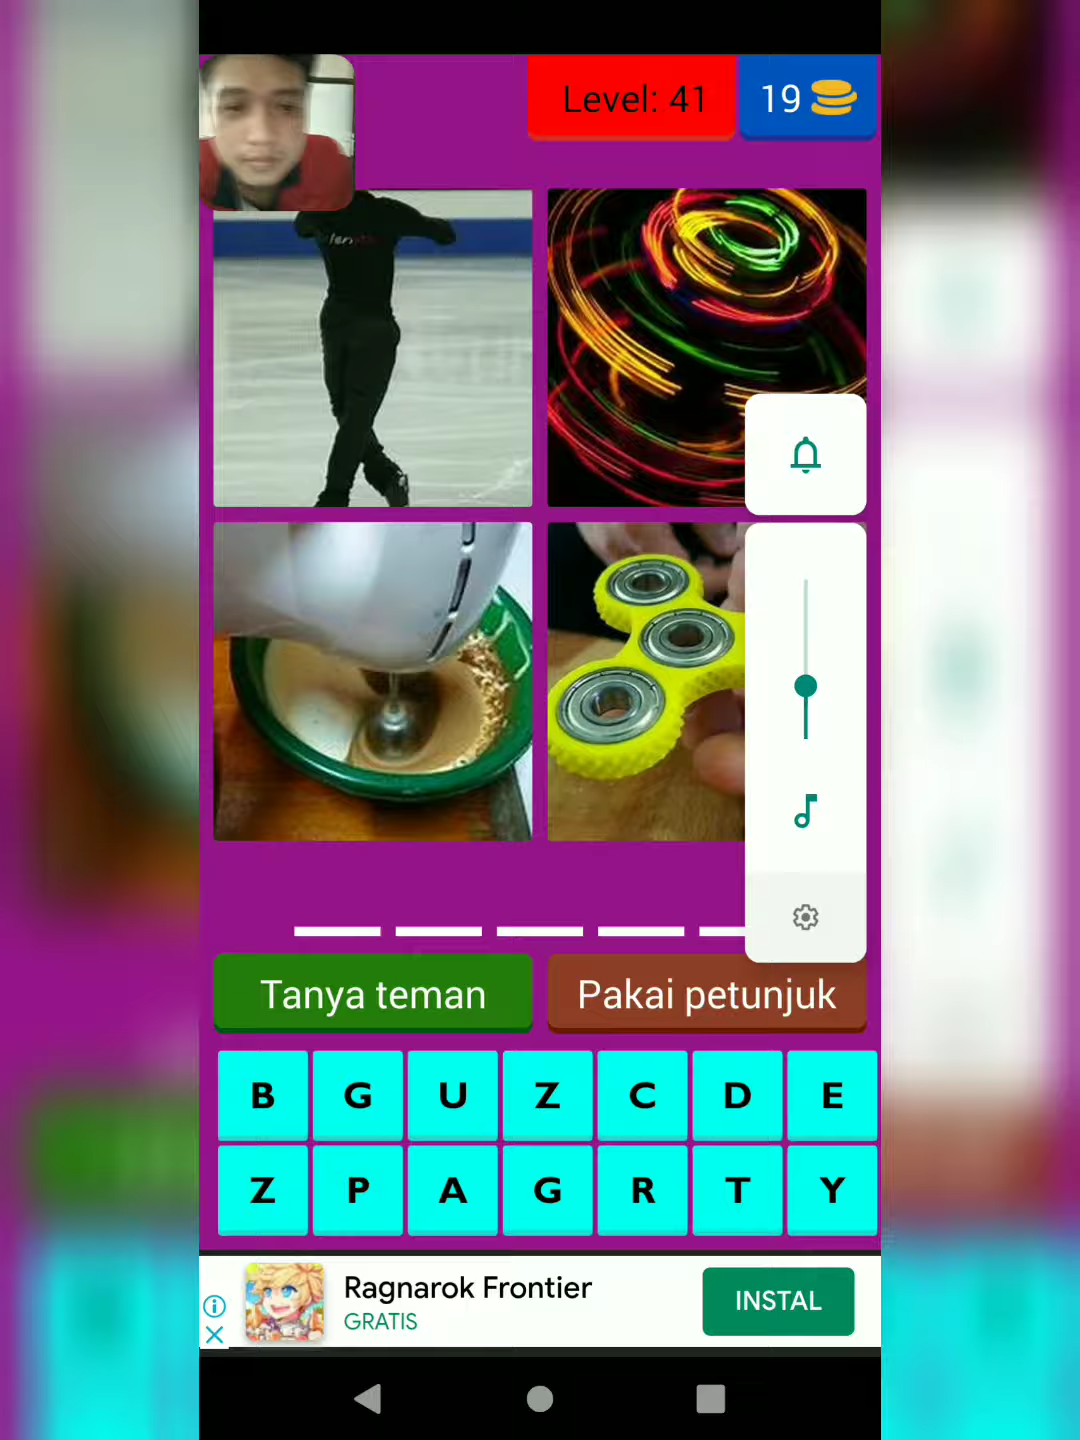 Level: 41
19
Tanya teman
Pakai petunjuk
B G U Z C D E
Z P A G R T Y
Ragnarok Frontier
GRATIS
INSTAL